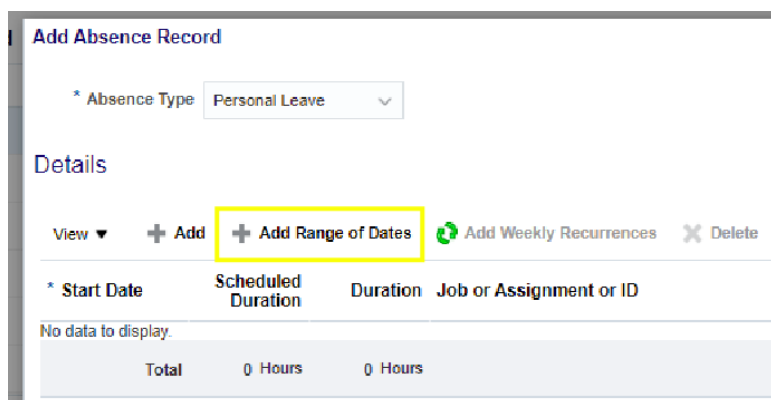 Add Absence Record
* Absence Type Personal Leave
Details
View Add Add Range of Dates Add Weekly Recurrences Delete
* Start Date Scheduled Duration Duration Job or Assignment or ID
No data to display.
Total 0 Hours 0 Hours